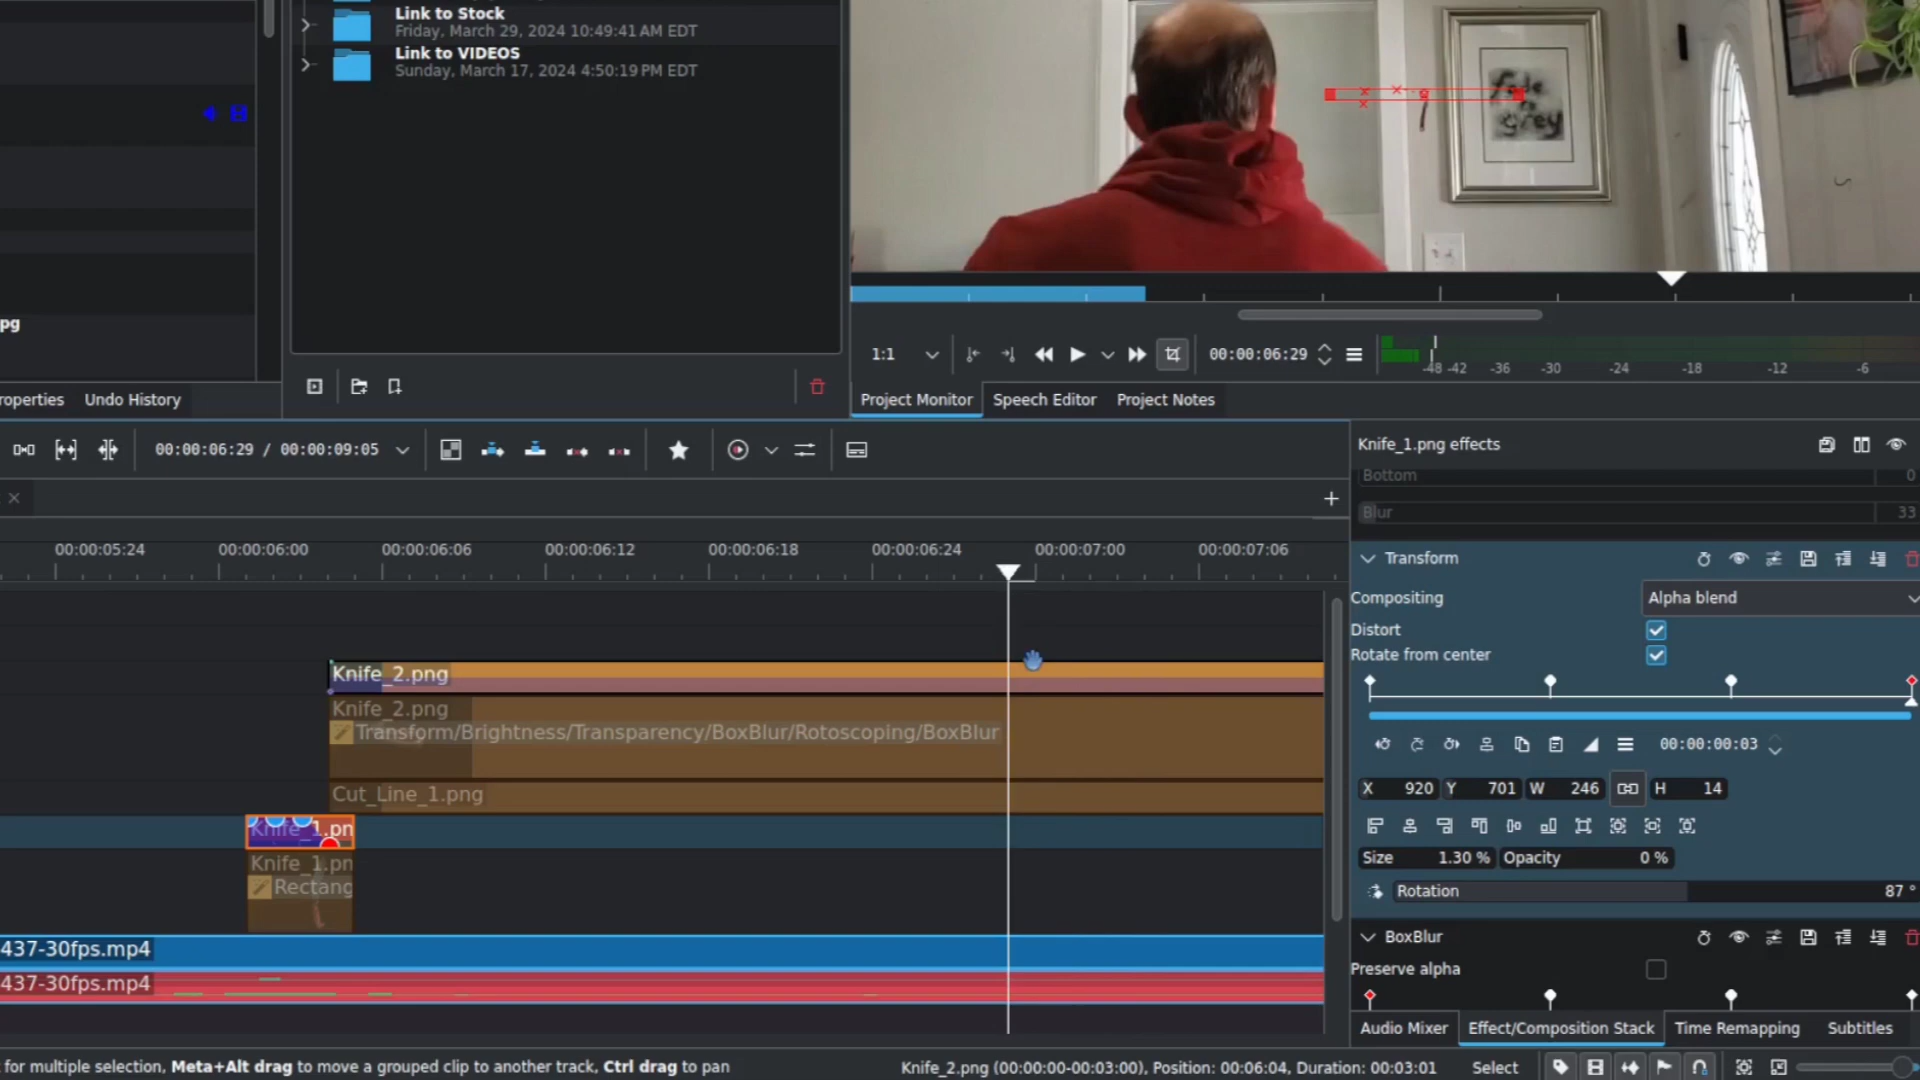 Link to Stock
Friday, March 29, 2024 10:49:41 AM EDT
Link to VIDEOS
Sunday, March 17, 2024 4:50:19 PM EDT
fade
to
grey
pg
roperties Undo History
1:1 00:00:06:29
-48 -42 -36 -30 -24 -18 -12 -6
Project Monitor Speech Editor Project Notes
00:00:06:29 / 00:00:09:05
Knife_1.png effects
Bottom 0
Blur 33
00:00:05:24 00:00:06:00 00:00:06:06 00:00:06:12 00:00:06:18 00:00:06:24 00:00:07:00 00:00:07:06
Transform
Compositing Alpha blend
Distort
Rotate from center
Knife_2.png
Knife_2.png
Transform/Brightness/Transparency/BoxBlur/Rotoscoping/BoxBlur
00:00:00:03
X 920 Y 701 W 246 H 14
Cut_Line_1.png
Knife_1.pn
Size 1.30 % Opacity 0 %
Knife_1.pn
Rectang
Rotation 87 °
BoxBlur
437-30fps.mp4
Preserve alpha
437-30fps.mp4
Audio Mixer Effect/Composition Stack Time Remapping Subtitles
for multiple selection, Meta+Alt drag to move a grouped clip to another track, Ctrl drag to pan
Knife_2.png (00:00:00-00:03:00), Position: 00:06:04, Duration: 00:03:01 Select